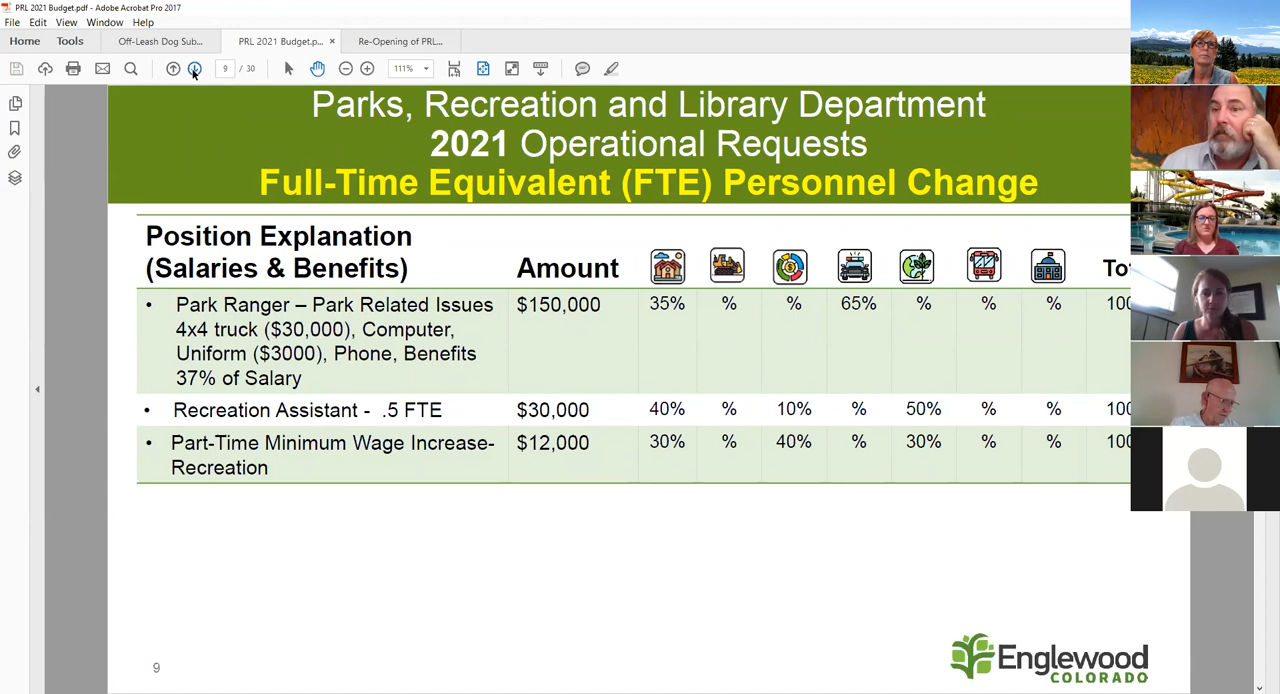 PRL 2021 Budget.pdf - Adobe Acrobat Pro 2017
File Edit View Window Help
Home Tools Off-Leash Dog Sub... PRL 2021 Budget.p... × Re-Opening of PRL...
9 / 30 111%
Parks, Recreation and Library Department
2021 Operational Requests
Full-Time Equivalent (FTE) Personnel Change
Position Explanation
(Salaries & Benefits) Amount
• Park Ranger – Park Related Issues $150,000 35% % % 65% % % % 100
4x4 truck ($30,000), Computer,
Uniform ($3000), Phone, Benefits
37% of Salary
• Recreation Assistant - .5 FTE $30,000 40% % 10% % 50% % % 100
• Part-Time Minimum Wage Increase- $12,000 30% % 40% % 30% % % 100
Recreation
9
Englewood
COLORADO